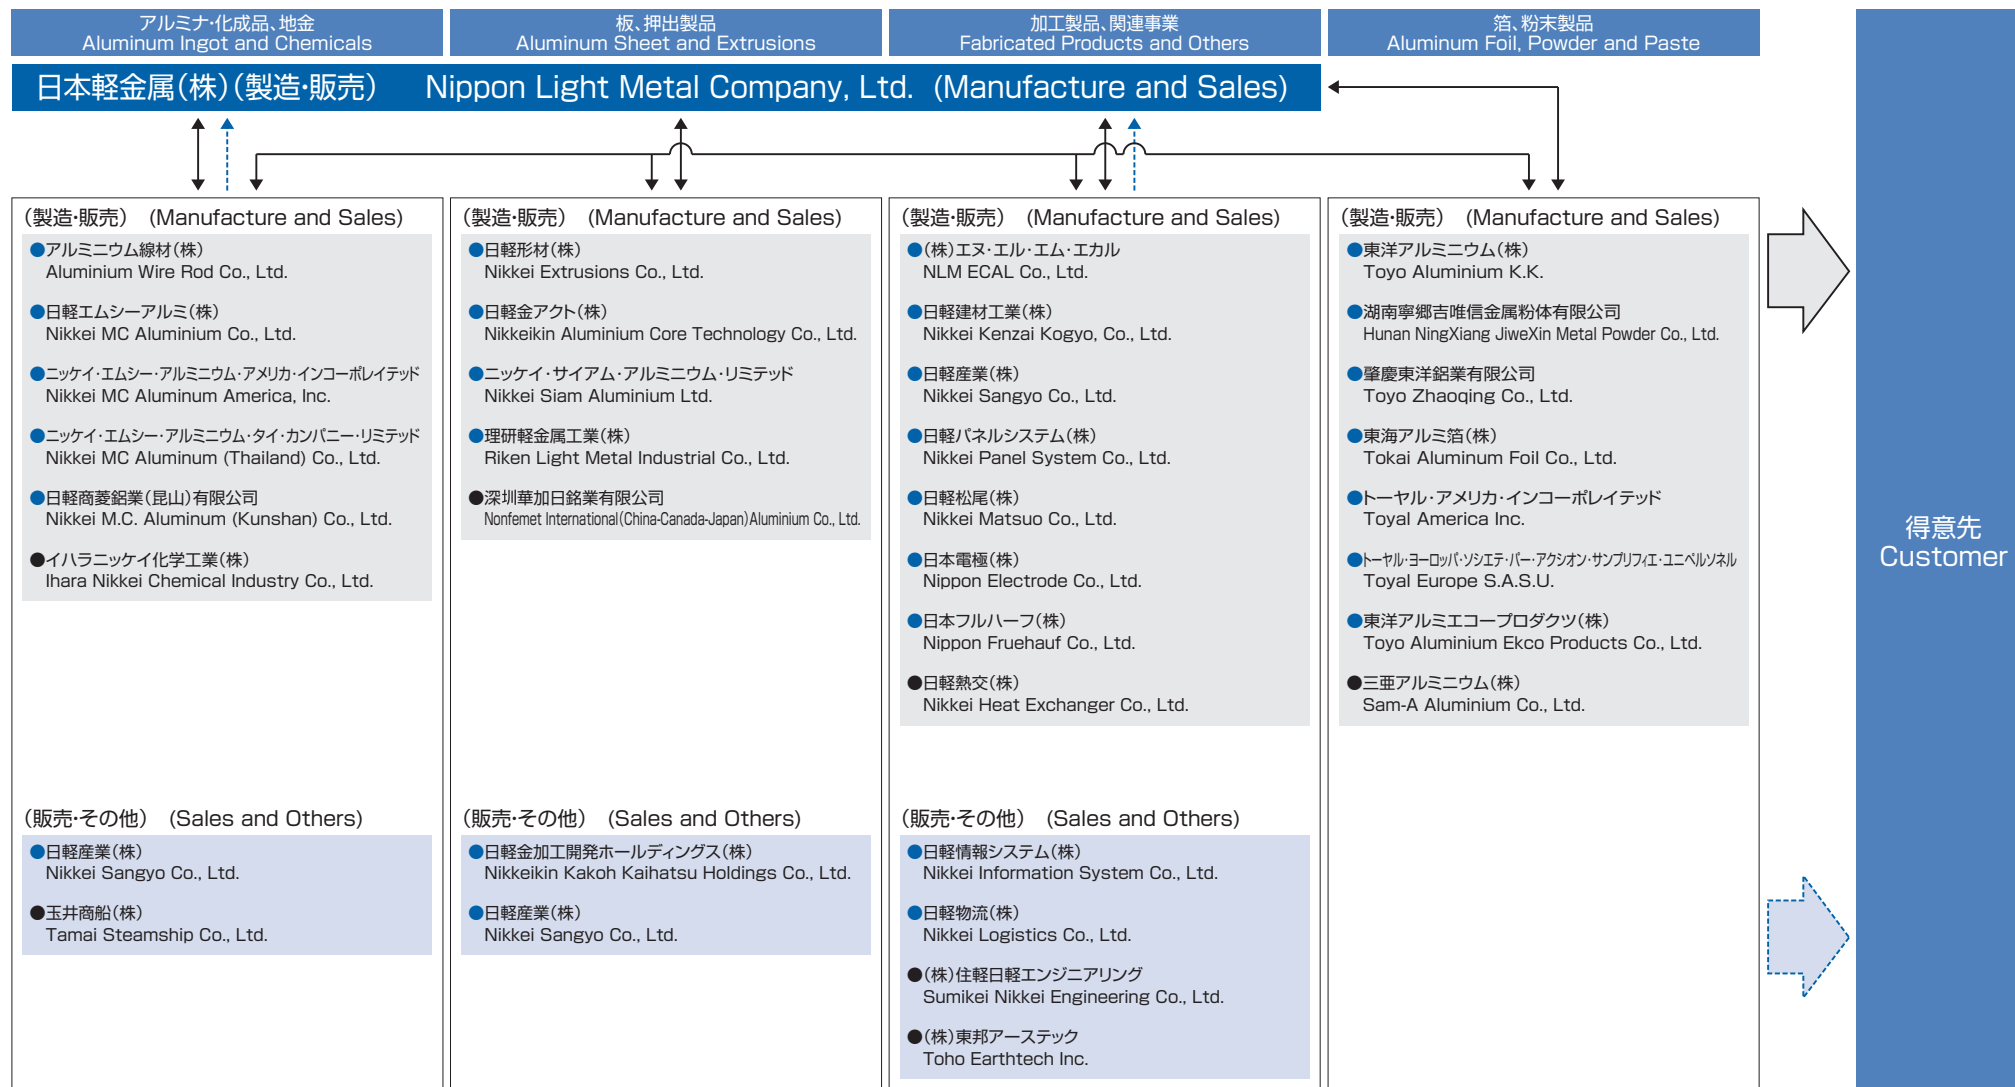 アルミナ・化成品、地金
Aluminum Ingot and Chemicals
板、押出製品
Aluminum Sheet and Extrusions
加工製品、関連事業
Fabricated Products and Others
箔、粉末製品
Aluminum Foil, Powder and Paste
日本軽金属(株)(製造・販売) Nippon Light Metal Company, Ltd. (Manufacture and Sales)
(製造・販売) (Manufacture and Sales)
●アルミニウム線材(株)
Aluminium Wire Rod Co., Ltd.
●日軽エムシーアルミ(株)
Nikkei MC Aluminium Co., Ltd.
●ニッケイ・エムシー・アルミニウム・アメリカ・インコーポレイテッド
Nikkei MC Aluminum America, Inc.
●ニッケイ・エムシー・アルミニウム・タイ・カンパニー・リミテッド
Nikkei MC Aluminum (Thailand) Co., Ltd.
●日軽商菱鋁業(昆山)有限公司
Nikkei M.C. Aluminum (Kunshan) Co., Ltd.
●イハラニッケイ化学工業(株)
Ihara Nikkei Chemical Industry Co., Ltd.
(販売・その他) (Sales and Others)
●日軽産業(株)
Nikkei Sangyo Co., Ltd.
●玉井商船(株)
Tamai Steamship Co., Ltd.
(製造・販売) (Manufacture and Sales)
●日軽形材(株)
Nikkei Extrusions Co., Ltd.
●日軽金アクト(株)
Nikkeikin Aluminium Core Technology Co., Ltd.
●ニッケイ・サイアム・アルミニウム・リミテッド
Nikkei Siam Aluminium Ltd.
●理研軽金属工業(株)
Riken Light Metal Industrial Co., Ltd.
●深圳華加日鋁業有限公司
Nonfemet International(China-Canada-Japan)Aluminium Co., Ltd.
(販売・その他) (Sales and Others)
●日軽金加工開発ホールディングス(株)
Nikkeikin Kakoh Kaihatsu Holdings Co., Ltd.
●日軽産業(株)
Nikkei Sangyo Co., Ltd.
(製造・販売) (Manufacture and Sales)
●(株)エヌ・エル・エム・エカル
NLM ECAL Co., Ltd.
●日軽建材工業(株)
Nikkei Kenzai Kogyo, Co., Ltd.
●日軽産業(株)
Nikkei Sangyo Co., Ltd.
●日軽パネルシステム(株)
Nikkei Panel System Co., Ltd.
●日軽松尾(株)
Nikkei Matsuo Co., Ltd.
●日本電極(株)
Nippon Electrode Co., Ltd.
●日本フルハーフ(株)
Nippon Fruehauf Co., Ltd.
●日軽熱交(株)
Nikkei Heat Exchanger Co., Ltd.
(販売・その他) (Sales and Others)
●日軽情報システム(株)
Nikkei Information System Co., Ltd.
●日軽物流(株)
Nikkei Logistics Co., Ltd.
●(株)住軽日軽エンジニアリング
Sumikei Nikkei Engineering Co., Ltd.
●(株)東邦アーステック
Toho Earthtech Inc.
(製造・販売) (Manufacture and Sales)
●東洋アルミニウム(株)
Toyo Aluminium K.K.
●湖南寧郷吉唯信金属粉体有限公司
Hunan NingXiang JiweXin Metal Powder Co., Ltd.
●肇慶東洋鋁業有限公司
Toyo Zhaoqing Co., Ltd.
●東海アルミ箔(株)
Tokai Aluminum Foil Co., Ltd.
●トーヤル・アメリカ・インコーポレイテッド
Toyal America Inc.
●トーヤル・ヨーロッパ・ソシエテ・パー・アクシオン・サンプリフィエ・ユニペルソネル
Toyal Europe S.A.S.U.
●東洋アルミエコープロダクツ(株)
Toyo Aluminium Ekco Products Co., Ltd.
●三亜アルミニウム(株)
Sam-A Aluminium Co., Ltd.
得意先
Customer